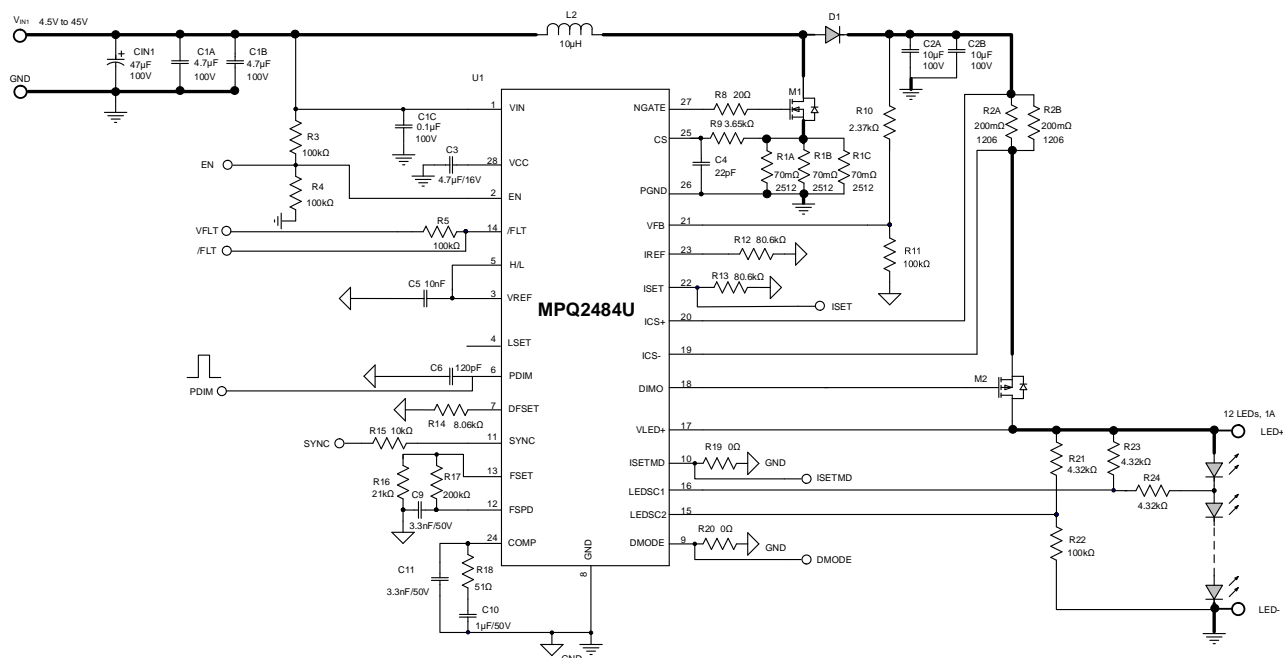 VIN1 4.5V to 45V
GND
CIN1
47µF
100V
C1A
4.7µF
100V
C1B
4.7µF
100V
L2
10µH
D1
C2A
10µF
100V
C2B
10µF
100V
U1
MPQ2484U
1 VIN
28 VCC
2 EN
14 /FLT
5 H/L
3 VREF
4 LSET
6 PDIM
7 DFSET
11 SYNC
13 FSET
12 FSPD
24 COMP
GND
8
NGATE 27
CS 25
PGND 26
VFB 21
IREF 23
ISET 22
ICS+ 20
ICS- 19
DIMO 18
VLED+ 17
ISETMD 10
LEDSC1 16
LEDSC2 15
DMODE 9
C1C
0.1µF
100V
C3
4.7µF/16V
R3
100kΩ
EN
R4
100kΩ
VFLT
R5
100kΩ
/FLT
C5 10nF
C6 120pF
PDIM
R14 8.06kΩ
R15 10kΩ
SYNC
R16
21kΩ
R17
200kΩ
C9
3.3nF/50V
C11
3.3nF/50V
R18
51Ω
C10
1µF/50V
GND
R8 20Ω
M1
R9 3.65kΩ
C4
22pF
R1A
70mΩ
2512
R1B
70mΩ
2512
R1C
70mΩ
2512
R10
2.37kΩ
R11
100kΩ
R2A
200mΩ
1206
R2B
200mΩ
1206
R12 80.6kΩ
R13 80.6kΩ
ISET
M2
12 LEDs, 1A
LED+
R19 0Ω
GND
ISETMD
R21
4.32kΩ
R23
4.32kΩ
R24
4.32kΩ
R20 0Ω
GND
DMODE
R22
100kΩ
LED-